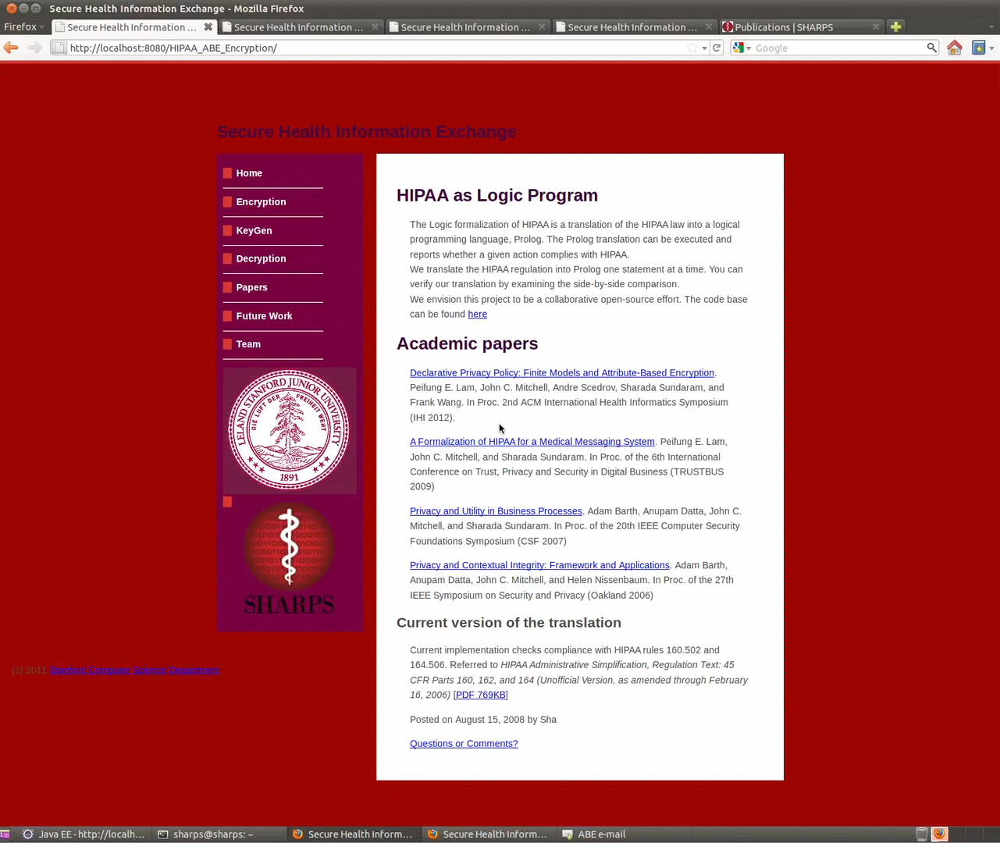 Secure Health Information Exchange - Mozilla Firefox
Firefox
Secure Health Information ...
Secure Health Information ...
Secure Health Information ...
Secure Health Information ...
Publications | SHARPS
http://localhost:8080/HIPAA_ABE_Encryption/
Google
Secure Health Information Exchange
Home
Encryption
KeyGen
Decryption
Papers
Future Work
Team
LELAND STANFORD JUNIOR UNIVERSITY
DIE LUFT DER FREIHEIT WEHT
1891
SHARPS
HIPAA as Logic Program
The Logic formalization of HIPAA is a translation of the HIPAA law into a logical
programming language, Prolog. The Prolog translation can be executed and
reports whether a given action complies with HIPAA.
We translate the HIPAA regulation into Prolog one statement at a time. You can
verify our translation by examining the side-by-side comparison.
We envision this project to be a collaborative open-source effort. The code base
can be found here
Academic papers
Declarative Privacy Policy: Finite Models and Attribute-Based Encryption.
Peifung E. Lam, John C. Mitchell, Andre Scedrov, Sharada Sundaram, and
Frank Wang. In Proc. 2nd ACM International Health Informatics Symposium
(IHI 2012).
A Formalization of HIPAA for a Medical Messaging System. Peifung E. Lam,
John C. Mitchell, and Sharada Sundaram. In Proc. of the 6th International
Conference on Trust, Privacy and Security in Digital Business (TRUSTBUS
2009)
Privacy and Utility in Business Processes. Adam Barth, Anupam Datta, John C.
Mitchell, and Sharada Sundaram. In Proc. of the 20th IEEE Computer Security
Foundations Symposium (CSF 2007)
Privacy and Contextual Integrity: Framework and Applications. Adam Barth,
Anupam Datta, John C. Mitchell, and Helen Nissenbaum. In Proc. of the 27th
IEEE Symposium on Security and Privacy (Oakland 2006)
Current version of the translation
Current implementation checks compliance with HIPAA rules 160.502 and
164.506. Referred to HIPAA Administrative Simplification, Regulation Text: 45
CFR Parts 160, 162, and 164 (Unofficial Version, as amended through February
16, 2006) [PDF 769KB]
Posted on August 15, 2008 by Sha
Questions or Comments?
(c) 2011 Stanford Computer Science Department
Java EE - http://localh...
sharps@sharps: ~
Secure Health Inform...
Secure Health Inform...
ABE e-mail